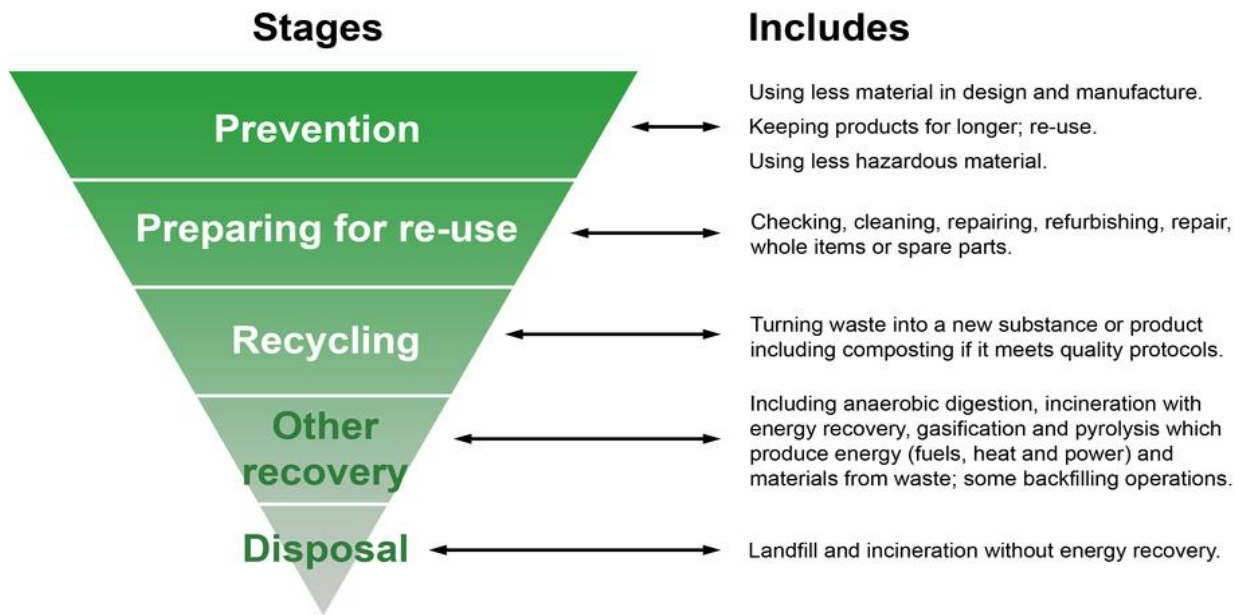 Stages
Includes
Prevention
Using less material in design and manufacture.
Keeping products for longer; re-use.
Using less hazardous material.
Preparing for re-use
Checking, cleaning, repairing, refurbishing, repair,
whole items or spare parts.
Recycling
Turning waste into a new substance or product
including composting if it meets quality protocols.
Other
recovery
Including anaerobic digestion, incineration with
energy recovery, gasification and pyrolysis which
produce energy (fuels, heat and power) and
materials from waste; some backfilling operations.
Disposal
Landfill and incineration without energy recovery.